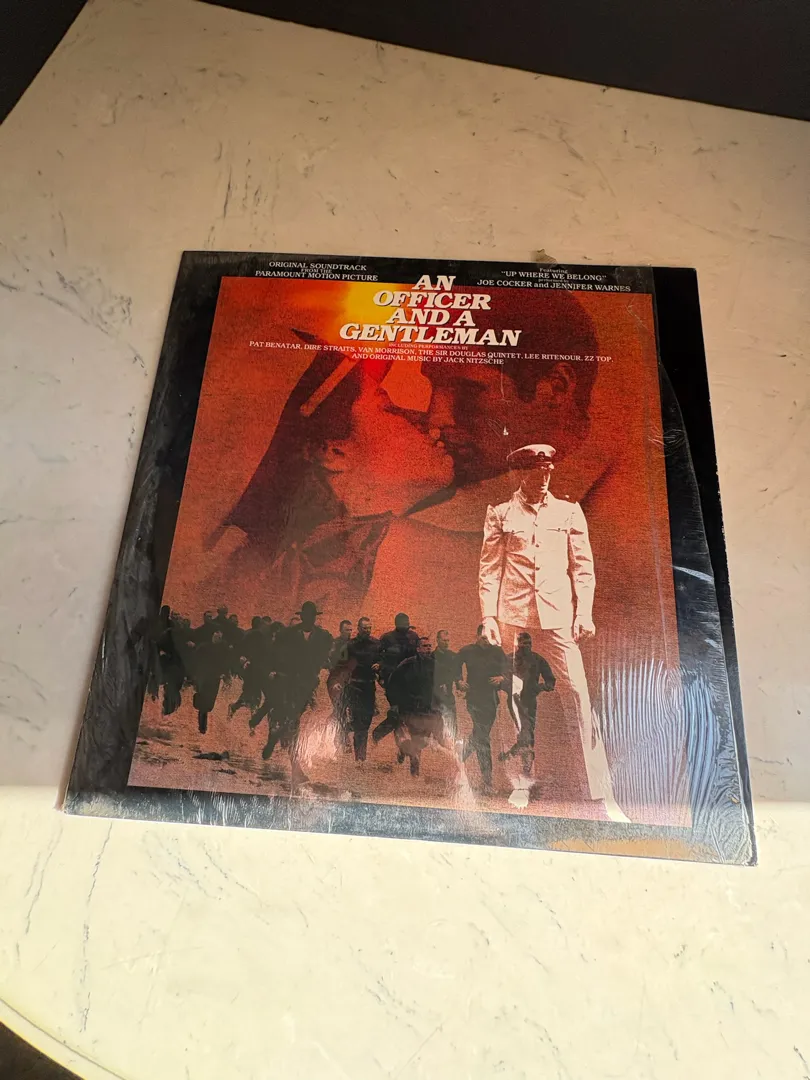 ORIGINAL SOUNDTRACK
FROM THE
PARAMOUNT MOTION PICTURE
Featuring
"UP WHERE WE BELONG"
performed by
JOE COCKER and JENNIFER WARNES
AN
OFFICER
AND A
GENTLEMAN
INCLUDING PERFORMANCES BY
PAT BENATAR, DIRE STRAITS, VAN MORRISON, THE SIR DOUGLAS QUINTET, LEE RITENOUR, ZZ TOP,
AND ORIGINAL MUSIC BY JACK NITZSCHE